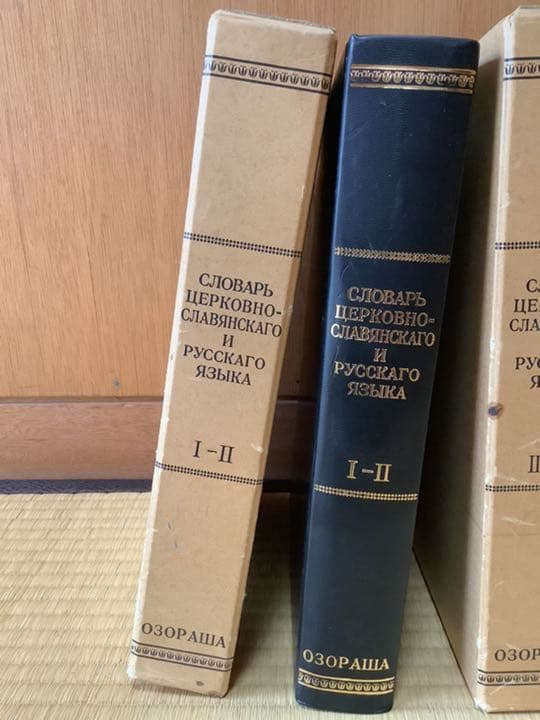 СЛОВАРЬ
ЦЕРКОВНО-
СЛАВЯНСКАГО
И
РУССКАГО
ЯЗЫКА
I-II
ОЗОРАША
СЛОВАРЬ
ЦЕРКОВНО-
СЛАВЯНСКАГО
И
РУССКАГО
ЯЗЫКА
I-II
ОЗОРАША